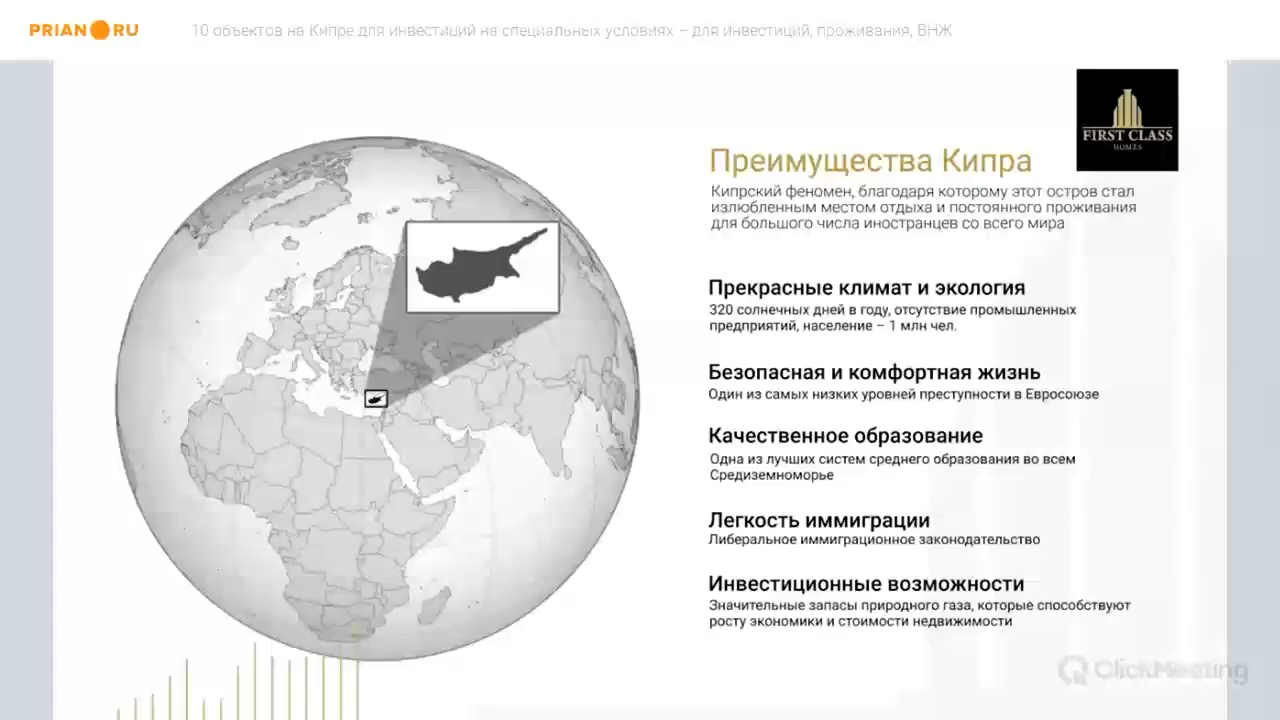 PRIAN RU
10 объектов на Кипре для инвестиций на специальных условиях – для инвестиций, проживания, ВНЖ
FIRST CLASS
HOMES
Преимущества Кипра
Кипрский феномен, благодаря которому этот остров стал
излюбленным местом отдыха и постоянного проживания
для большого числа иностранцев со всего мира
Прекрасные климат и экология
320 солнечных дней в году, отсутствие промышленных
предприятий, население – 1 млн чел.
Безопасная и комфортная жизнь
Один из самых низких уровней преступности в Евросоюзе
Качественное образование
Одна из лучших систем среднего образования во всем
Средиземноморье
Легкость иммиграции
Либеральное иммиграционное законодательство
Инвестиционные возможности
Значительные запасы природного газа, которые способствуют
росту экономики и стоимости недвижимости
ClickMeeting